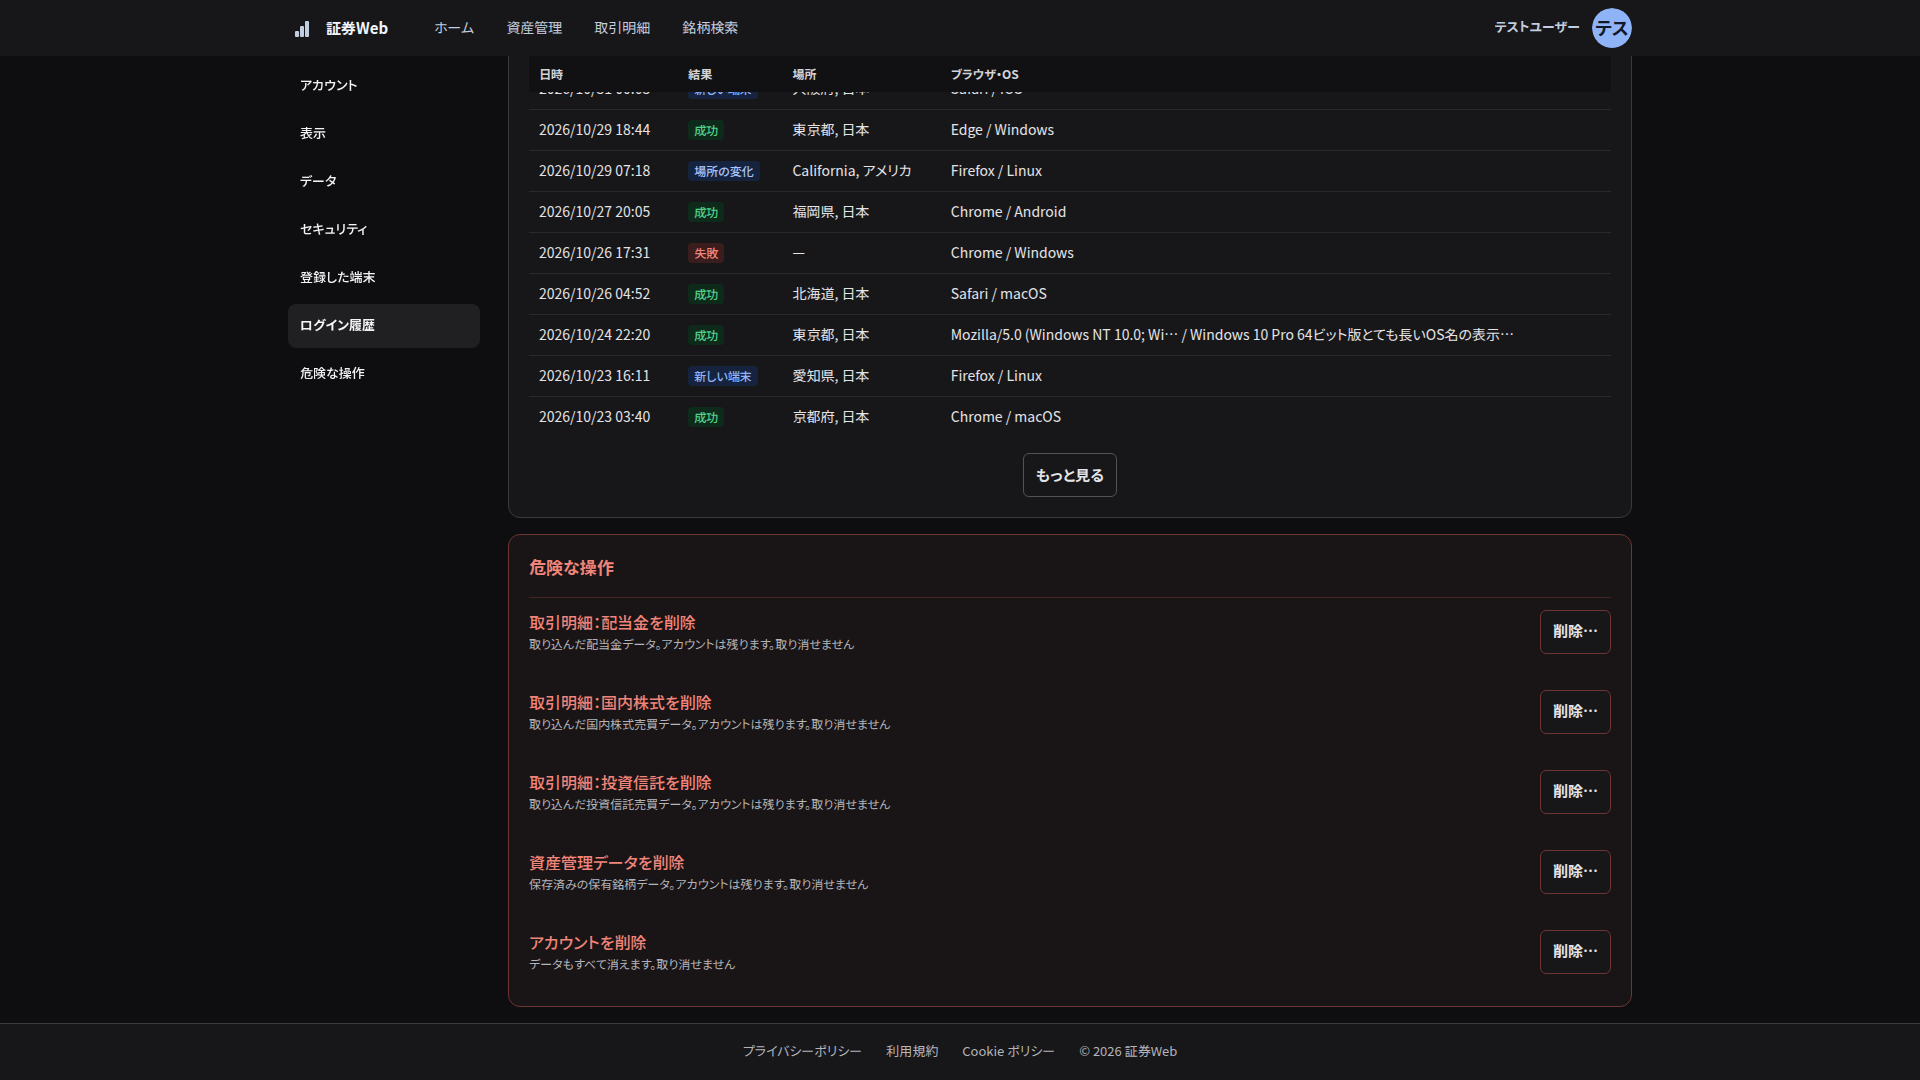 証券Web
ホーム
資産管理
取引明細
銘柄検索
テストユーザー
テス
アカウント
表示
データ
セキュリティ
登録した端末
ログイン履歴
危険な操作
日時 結果 場所 ブラウザ・OS
2026/10/29 18:44 成功 東京都, 日本 Edge / Windows
2026/10/29 07:18 場所の変化 California, アメリカ Firefox / Linux
2026/10/27 20:05 成功 福岡県, 日本 Chrome / Android
2026/10/26 17:31 失敗 — Chrome / Windows
2026/10/26 04:52 成功 北海道, 日本 Safari / macOS
2026/10/24 22:20 成功 東京都, 日本 Mozilla/5.0 (Windows NT 10.0; Wi… / Windows 10 Pro 64ビット版とても長いOS名の表示…
2026/10/23 16:11 新しい端末 愛知県, 日本 Firefox / Linux
2026/10/23 03:40 成功 京都府, 日本 Chrome / macOS
もっと見る
危険な操作
取引明細：配当金を削除
取り込んだ配当金データ。アカウントは残ります。取り消せません
削除…
取引明細：国内株式を削除
取り込んだ国内株式売買データ。アカウントは残ります。取り消せません
削除…
取引明細：投資信託を削除
取り込んだ投資信託売買データ。アカウントは残ります。取り消せません
削除…
資産管理データを削除
保存済みの保有銘柄データ。アカウントは残ります。取り消せません
削除…
アカウントを削除
データもすべて消えます。取り消せません
削除…
プライバシーポリシー 利用規約 Cookie ポリシー © 2026 証券Web